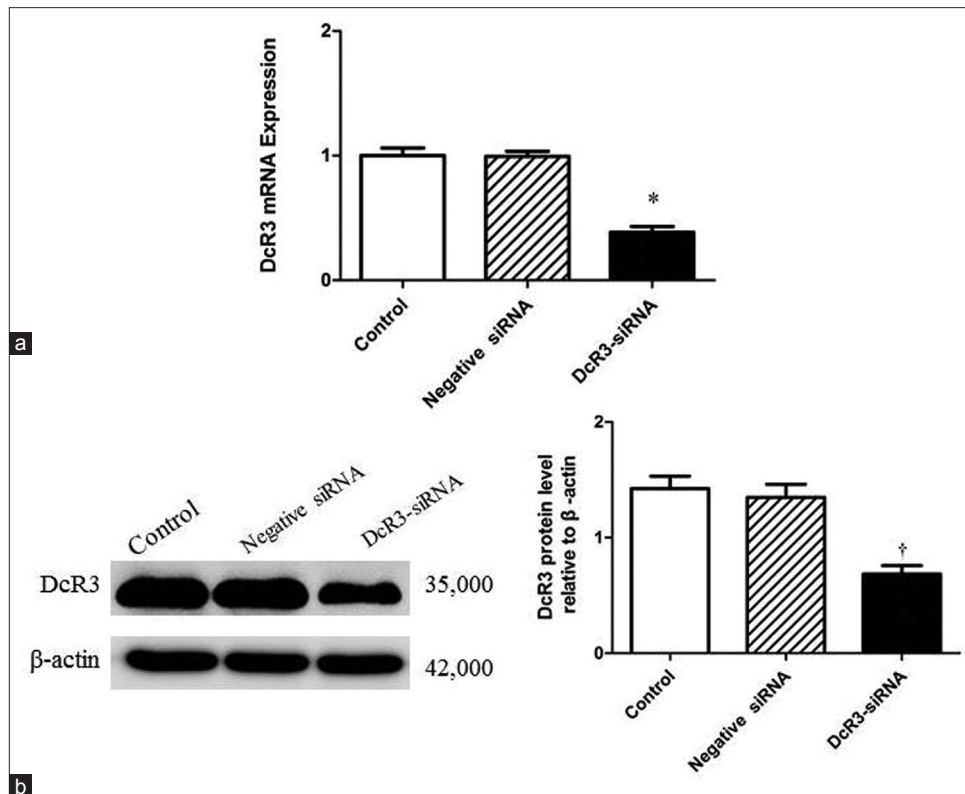 2
DcR3 mRNA Expression
1
*
0
Control
Negative siRNA
DcR3-siRNA
a
Control
Negative siRNA
DcR3-siRNA
DcR3
35,000
β-actin
42,000
2
DcR3 protein level
relative to β -actin
1
†
0
Control
Negative siRNA
DcR3-siRNA
b